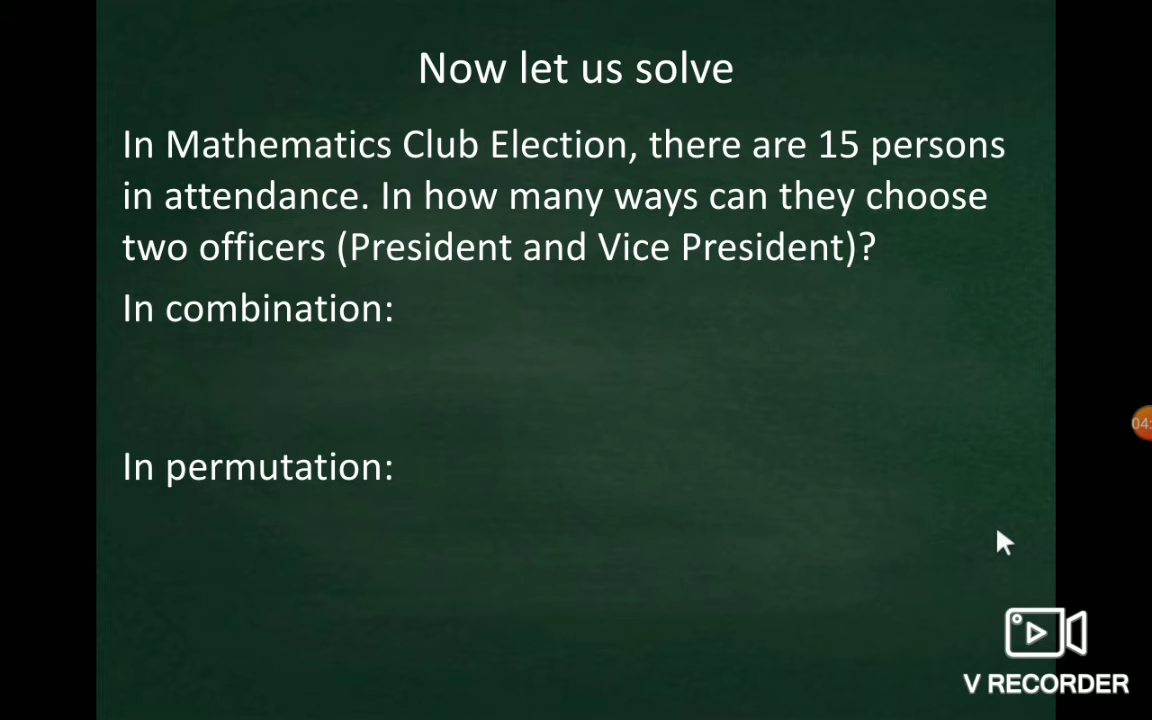 Now let us solve
In Mathematics Club Election, there are 15 persons
in attendance. In how many ways can they choose
two officers (President and Vice President)?
In combination:
04:
In permutation:
V RECORDER